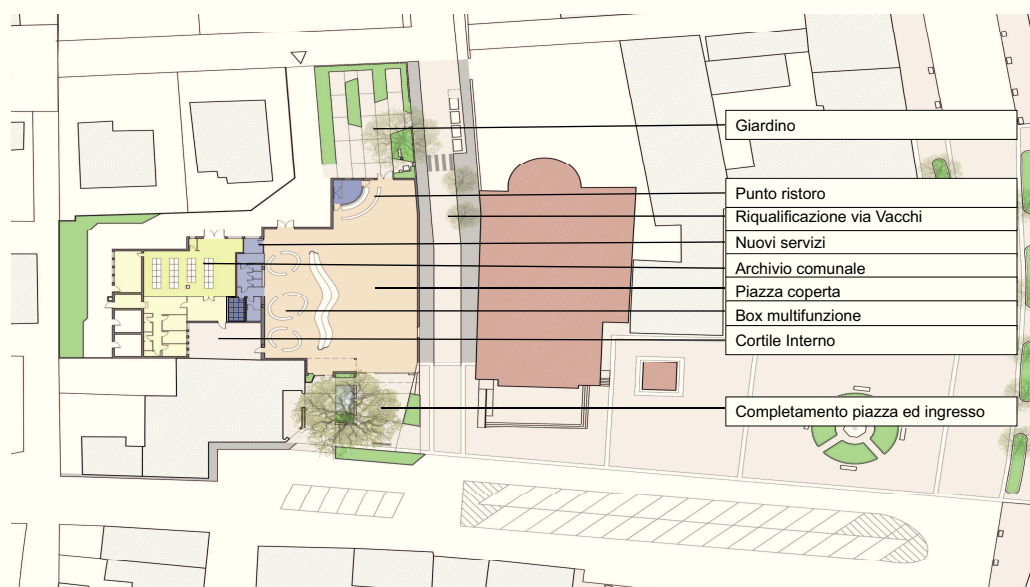 Giardino
Punto ristoro
Riqualificazione via Vacchi
Nuovi servizi
Archivio comunale
Piazza coperta
Box multifunzione
Cortile Interno
Completamento piazza ed ingresso